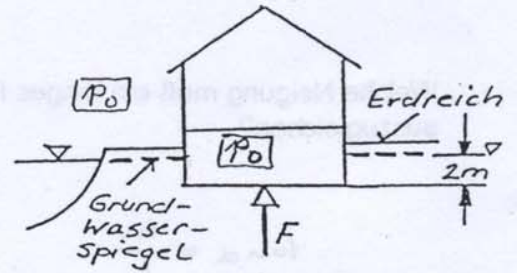 p₀
Erdreich
p₀
2m
Grund-
wasser-
spiegel
F